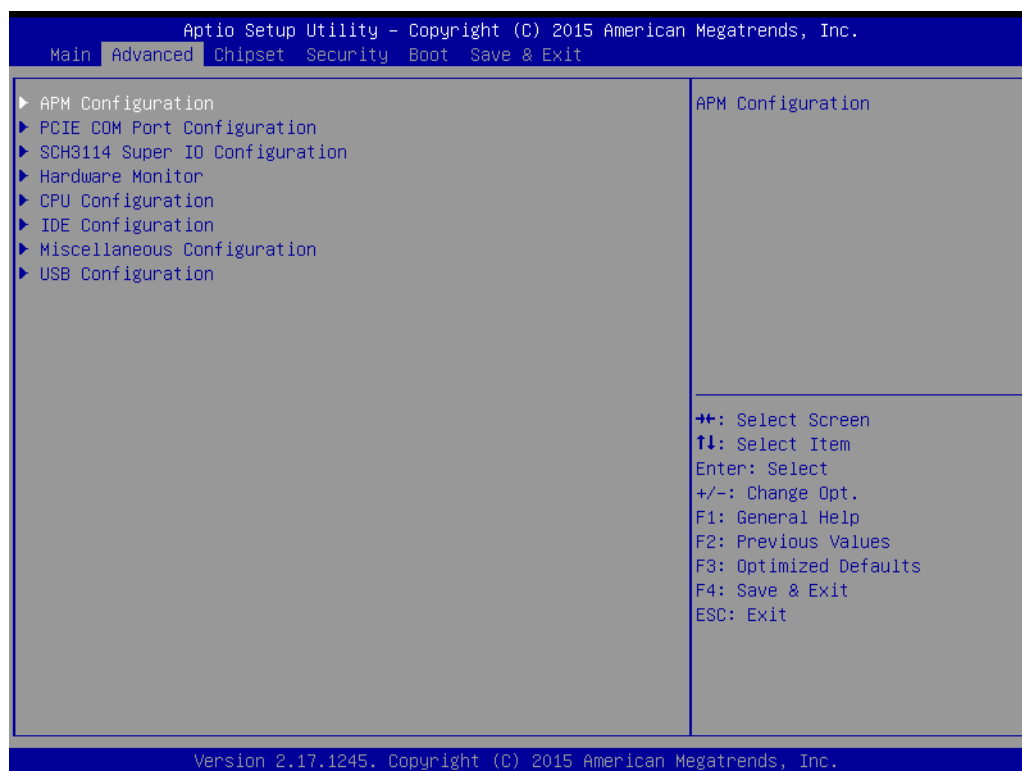 Aptio Setup Utility – Copyright (C) 2015 American Megatrends, Inc.
Main Advanced Chipset Security Boot Save & Exit
APM Configuration
PCIE COM Port Configuration
SCH3114 Super IO Configuration
Hardware Monitor
CPU Configuration
IDE Configuration
Miscellaneous Configuration
USB Configuration
APM Configuration
→←: Select Screen
↑↓: Select Item
Enter: Select
+/-: Change Opt.
F1: General Help
F2: Previous Values
F3: Optimized Defaults
F4: Save & Exit
ESC: Exit
Version 2.17.1245. Copyright (C) 2015 American Megatrends, Inc.